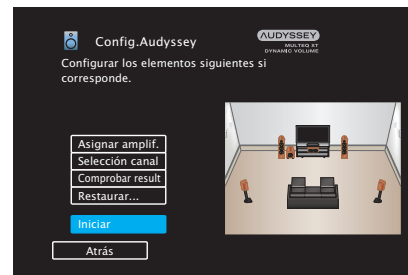 Config.Audyssey
AUDYSSEY
MULTEQ XT
DYNAMIC VOLUME
Configurar los elementos siguientes si
corresponde.
Asignar amplif.
Selección canal
Comprobar result
Restaurar...
Iniciar
Atrás